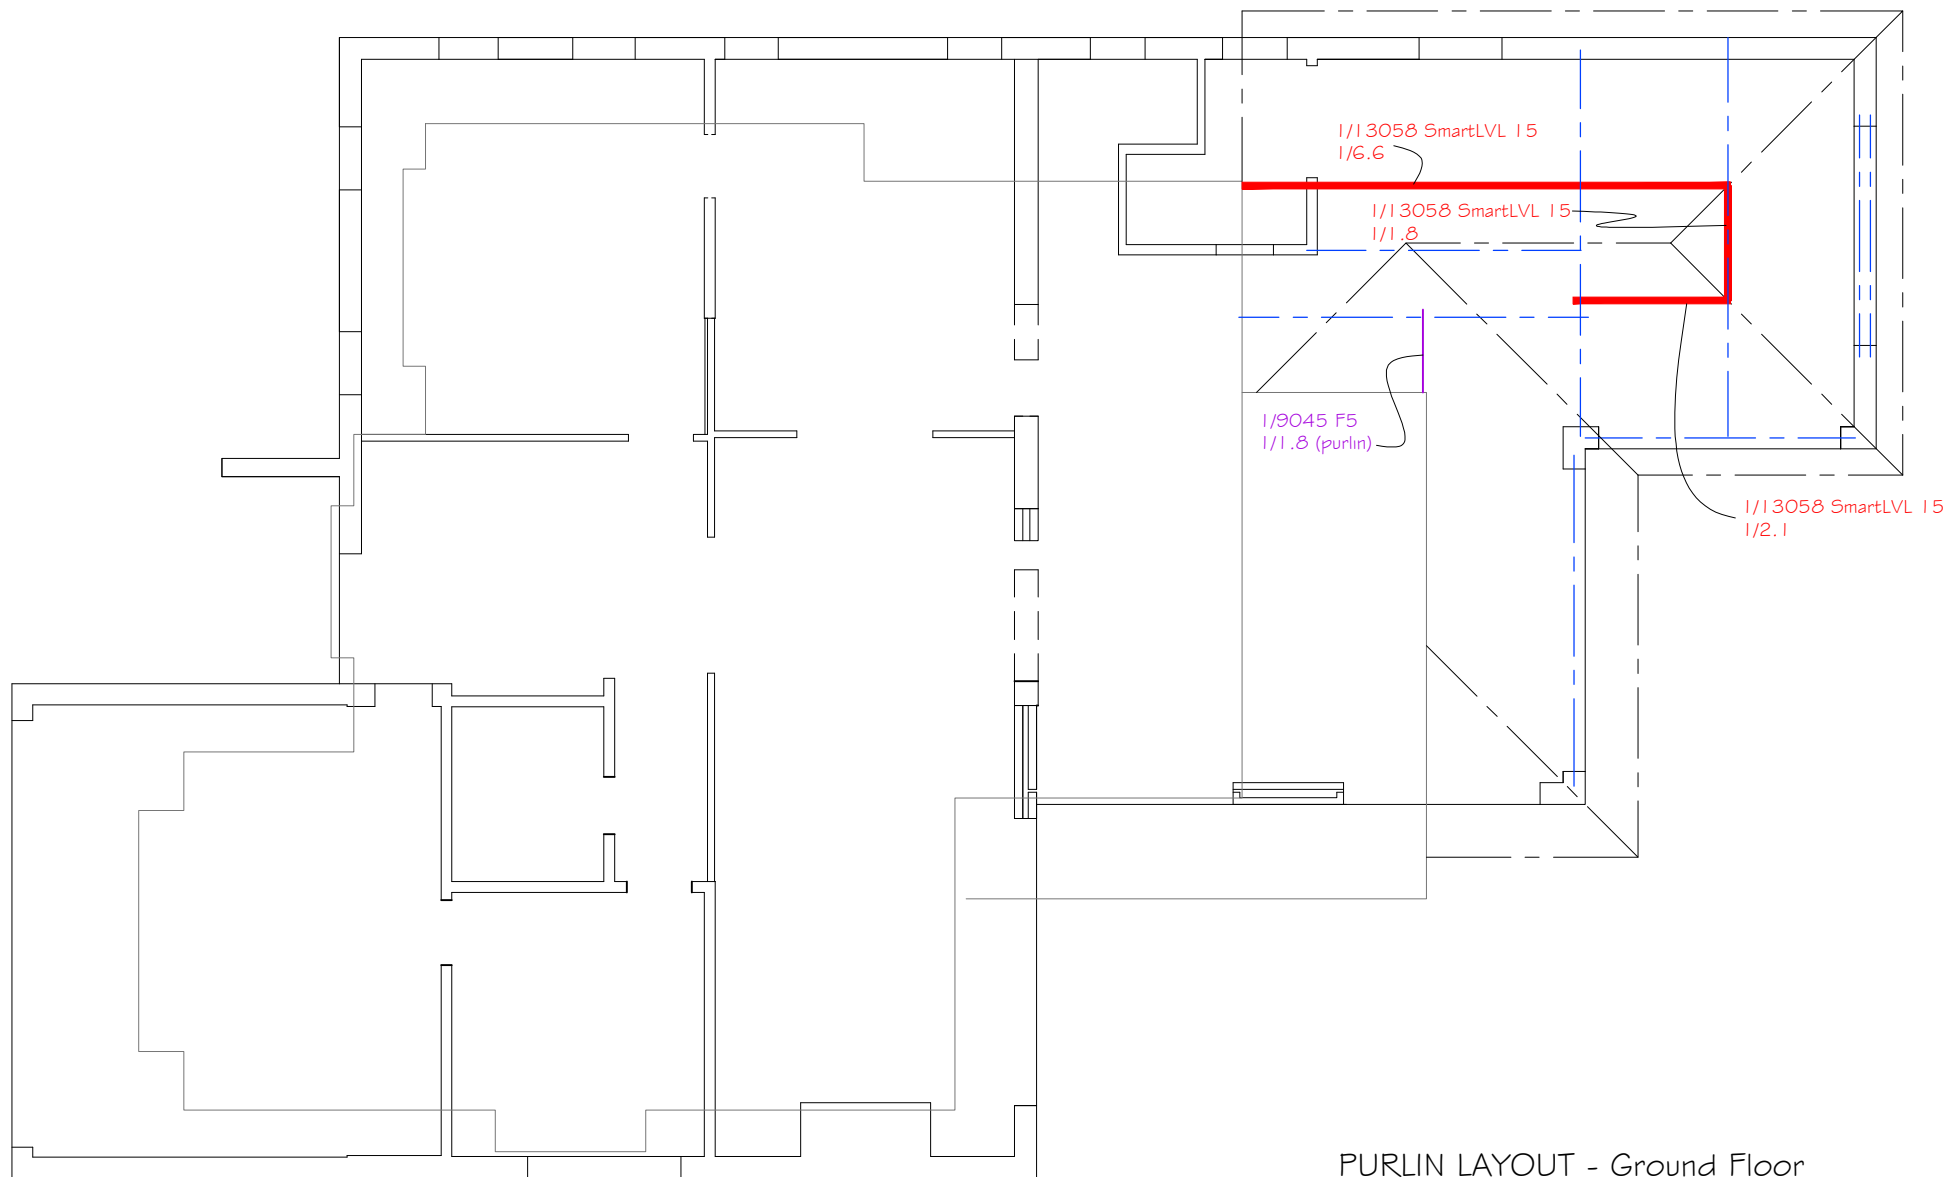 1/13058 SmartLVL 15
1/6.6
1/13058 SmartLVL 15
1/1.8
1/9045 F5
1/1.8 (purlin)
1/13058 SmartLVL 15
1/2.1
PURLIN LAYOUT - Ground Floor